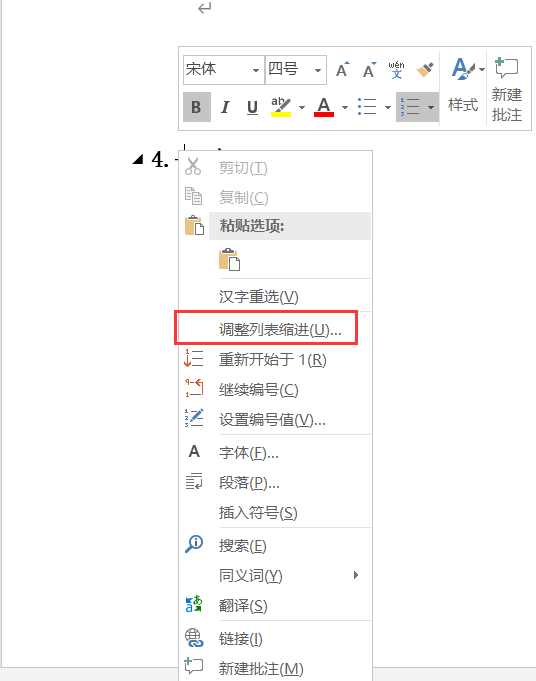 宋体 四号 A A wén 文 A
新建
批注
样式
B I U ab A 1 2 3
4.
剪切(T)
复制(C)
粘贴选项:
汉字重选(V)
调整列表缩进(U)...
重新开始于 1(R)
继续编号(C)
设置编号值(V)...
A 字体(F)...
段落(P)...
插入符号(S)
搜索(E)
同义词(Y)
翻译(S)
链接(I)
新建批注(M)